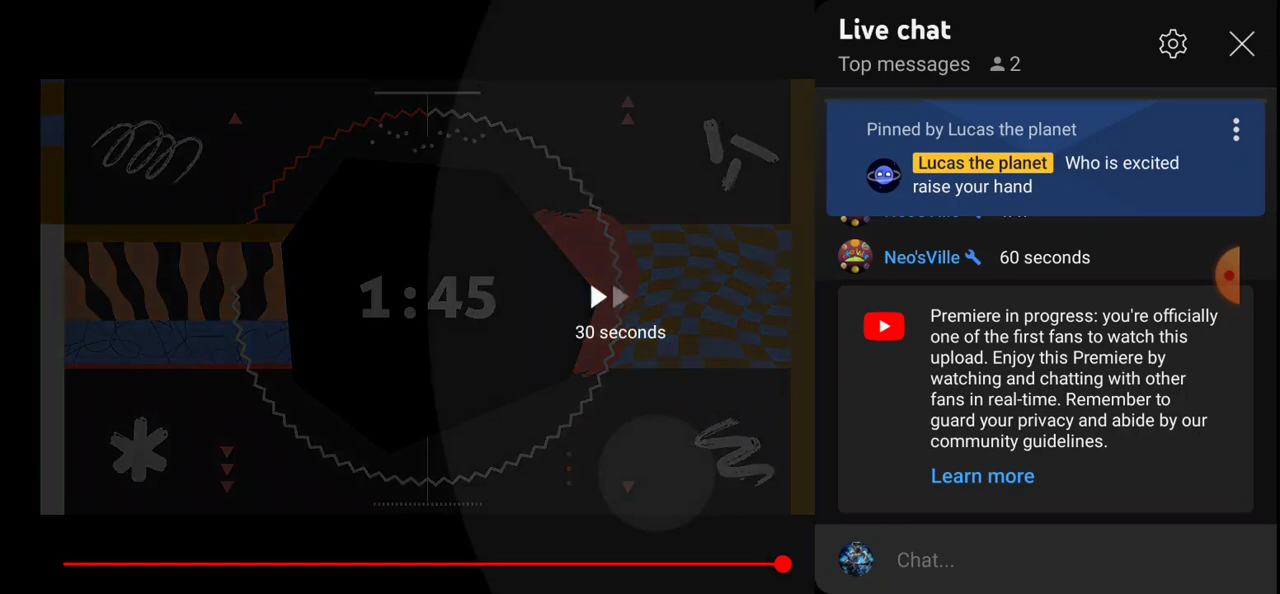 Live chat
Top messages 2
Pinned by Lucas the planet
Lucas the planet Who is excited
raise your hand
Neo'sVille 60 seconds
1:45
30 seconds
Premiere in progress: you're officially
one of the first fans to watch this
upload. Enjoy this Premiere by
watching and chatting with other
fans in real-time. Remember to
guard your privacy and abide by our
community guidelines.
Learn more
Chat...